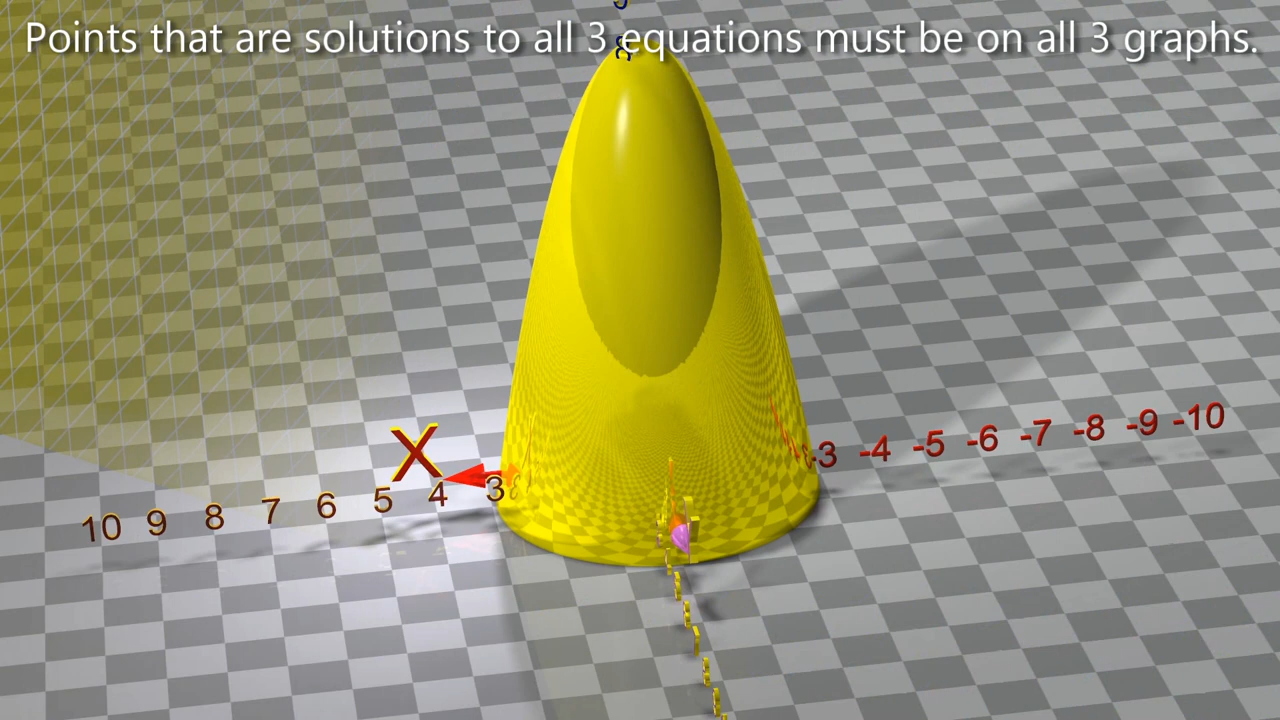 Points that are solutions to all 3 equations must be on all 3 graphs.
8
X
10 9 8 7 6 5 4 3
-3 -4 -5 -6 -7 -8 -9 -10